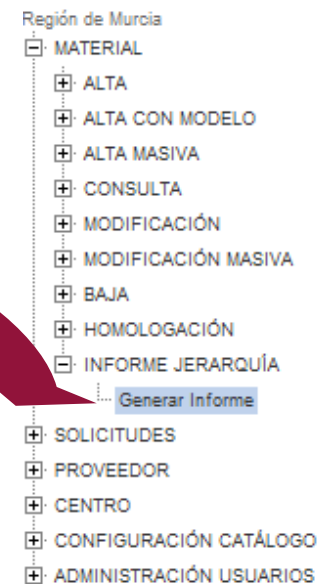 Región de Murcia
MATERIAL
ALTA
ALTA CON MODELO
ALTA MASIVA
CONSULTA
MODIFICACIÓN
MODIFICACIÓN MASIVA
BAJA
HOMOLOGACIÓN
INFORME JERARQUÍA
Generar Informe
SOLICITUDES
PROVEEDOR
CENTRO
CONFIGURACIÓN CATÁLOGO
ADMINISTRACIÓN USUARIOS